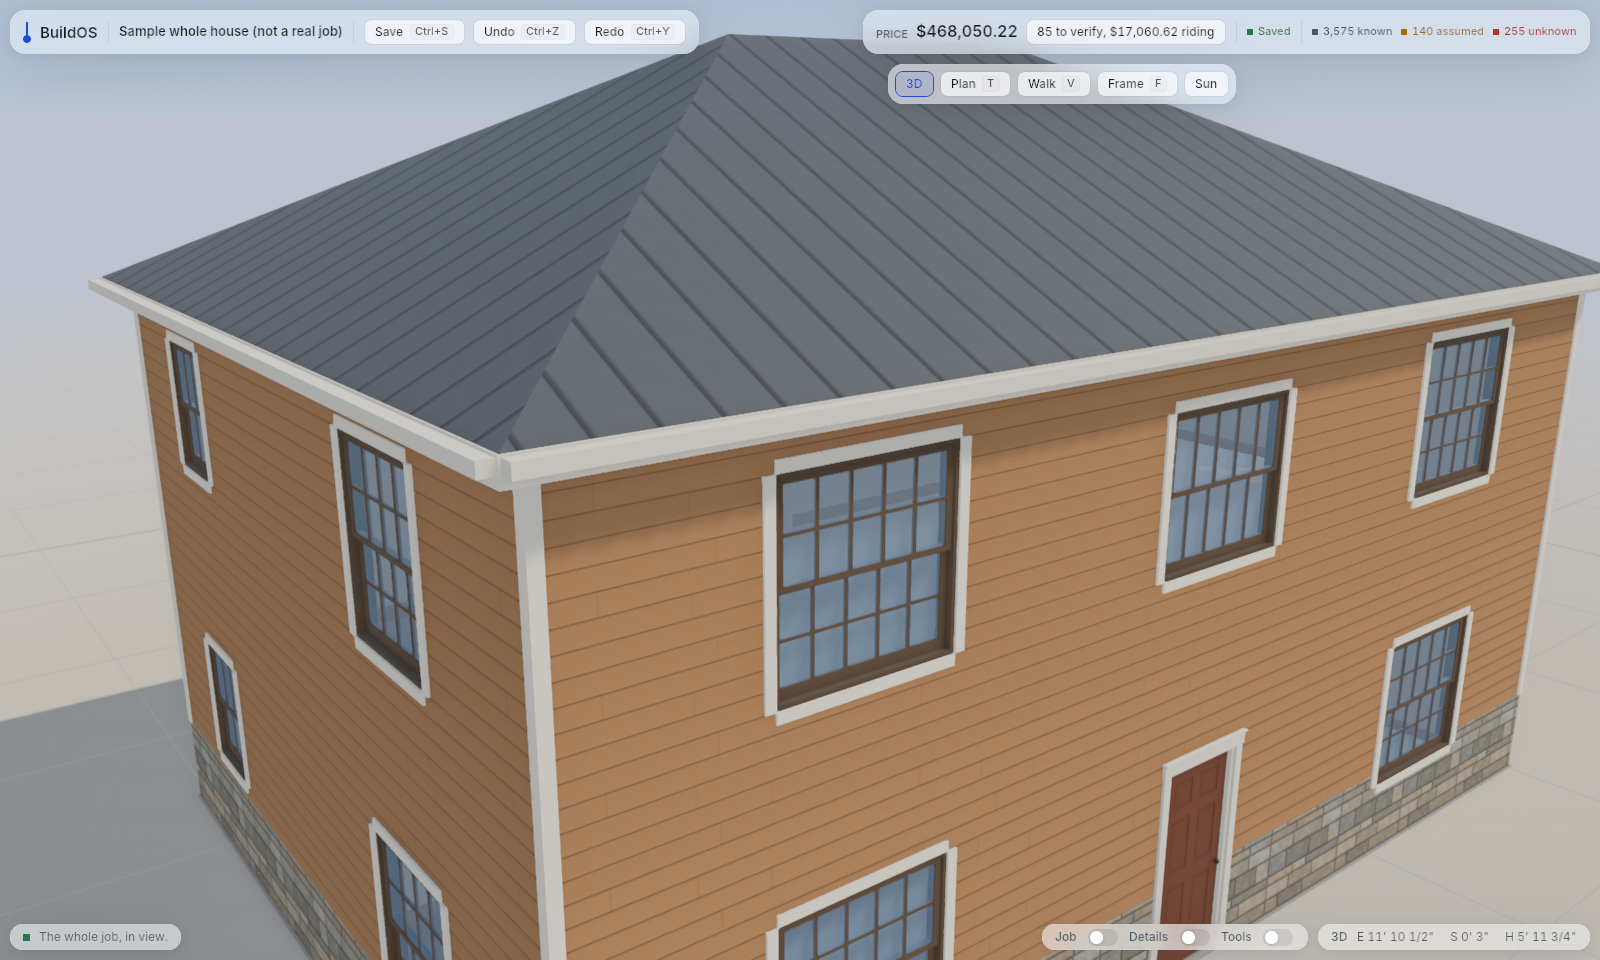 BuildOS
Sample whole house (not a real job)
Save Ctrl+S
Undo Ctrl+Z
Redo Ctrl+Y
PRICE $468,050.22
85 to verify, $17,060.62 riding
Saved
3,575 known
140 assumed
255 unknown
3D
Plan T
Walk V
Frame F
Sun
The whole job, in view.
Job
Details
Tools
3D E 11' 10 1/2" S 0' 3" H 5' 11 3/4"